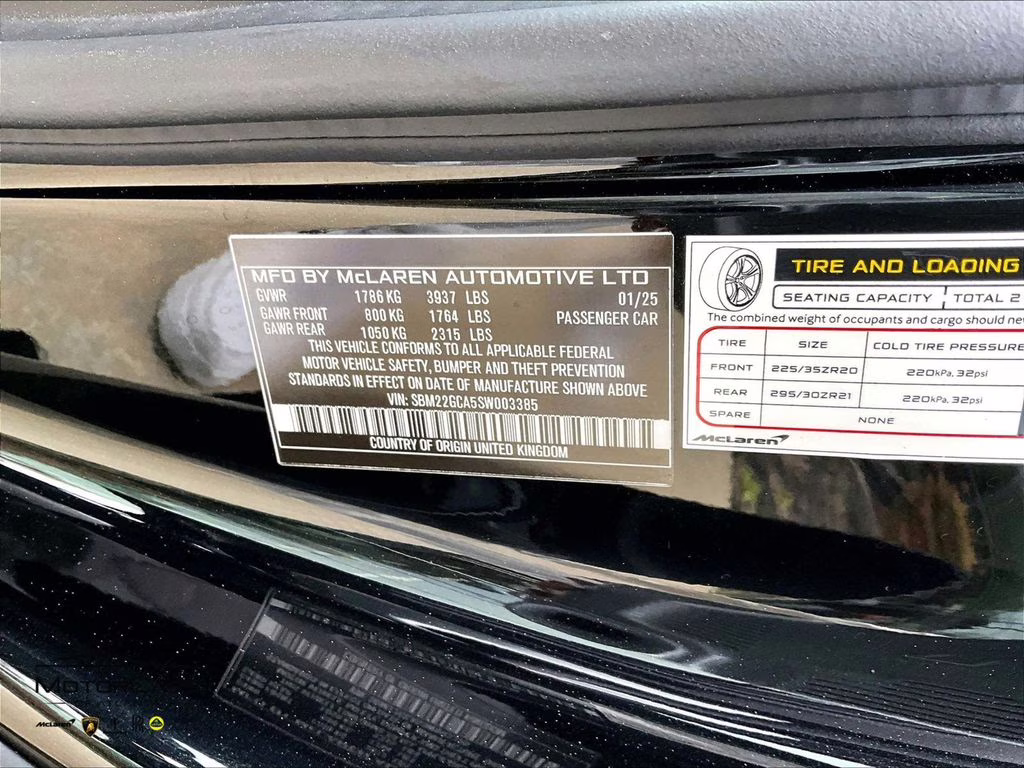 MFD BY McLAREN AUTOMOTIVE LTD
GVWR 1786 KG 3937 LBS 01/25
GAWR FRONT 800 KG 1764 LBS PASSENGER CAR
GAWR REAR 1050 KG 2315 LBS
THIS VEHICLE CONFORMS TO ALL APPLICABLE FEDERAL
MOTOR VEHICLE SAFETY, BUMPER AND THEFT PREVENTION
STANDARDS IN EFFECT ON DATE OF MANUFACTURE SHOWN ABOVE
VIN: SBM22GCA5SW003385
COUNTRY OF ORIGIN UNITED KINGDOM
TIRE AND LOADING
SEATING CAPACITY TOTAL 2
The combined weight of occupants and cargo should
TIRE SIZE COLD TIRE PRESSURE
FRONT 225/35ZR20 220kPa, 32psi
REAR 295/30ZR21 220kPa, 32psi
SPARE NONE
McLaren
McLaren